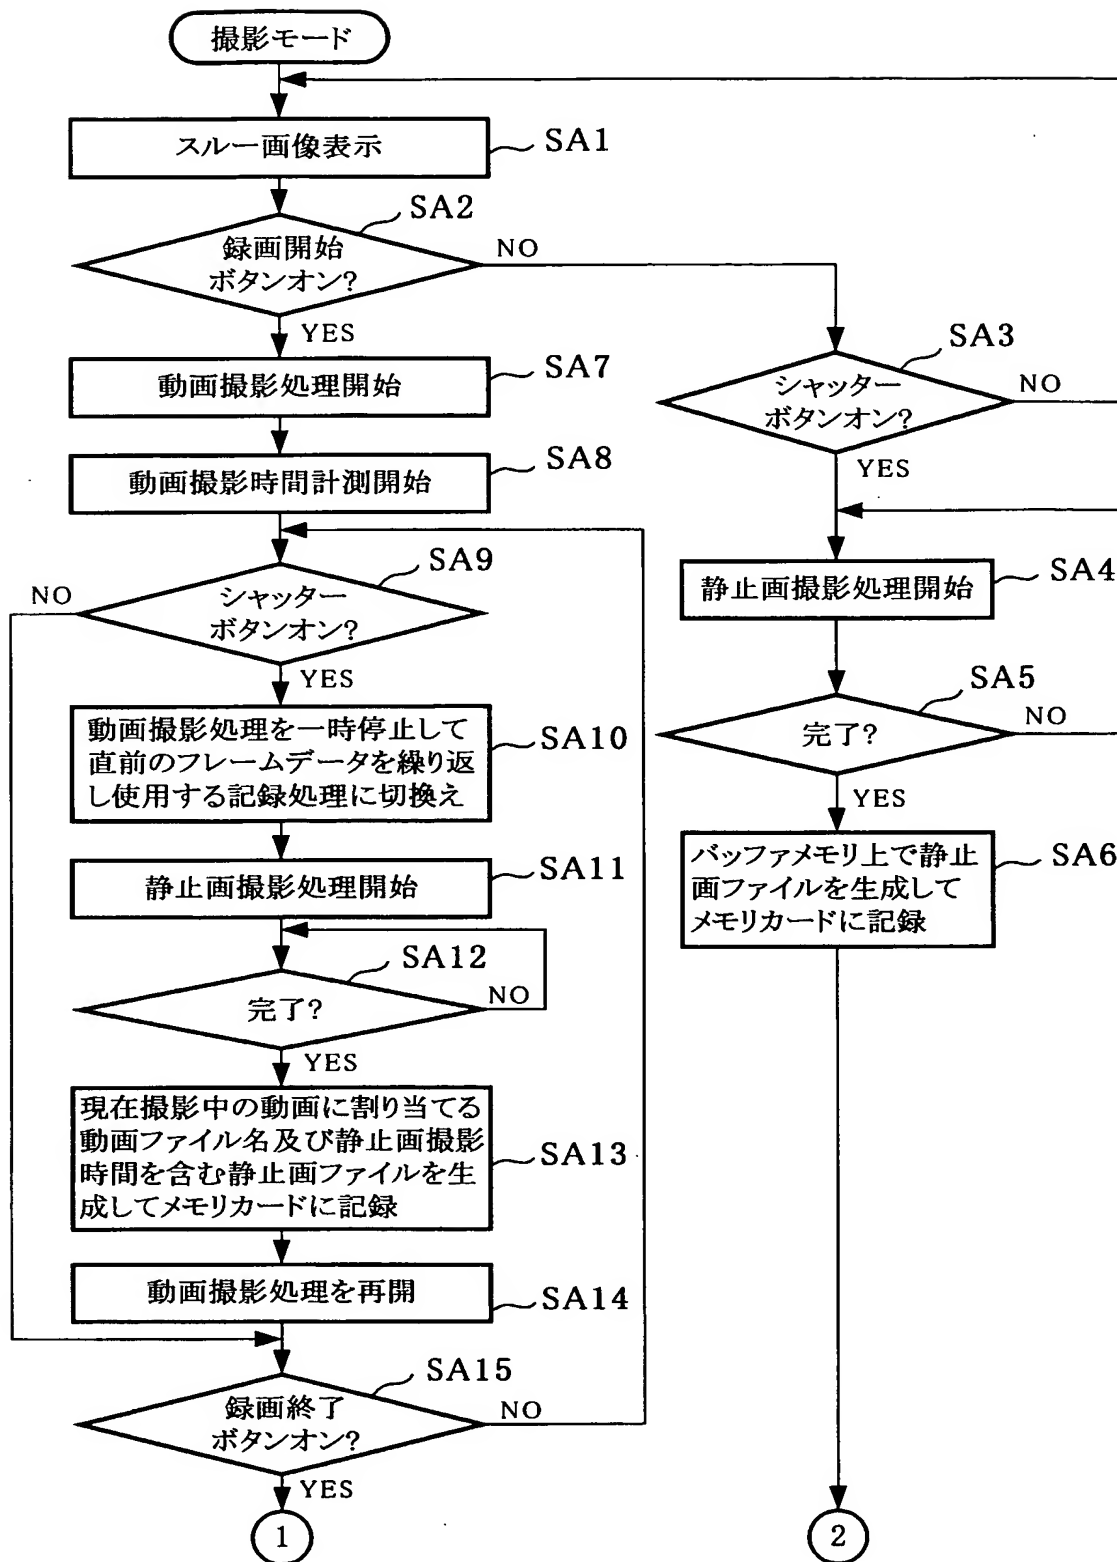 撮影モード
スルー画像表示
SA1
SA2
録画開始
ボタンオン?
NO
YES
動画撮影処理開始
SA7
動画撮影時間計測開始
SA8
SA9
シャッター
ボタンオン?
NO
YES
動画撮影処理を一時停止して
直前のフレームデータを繰り返
し使用する記録処理に切換え
SA10
静止画撮影処理開始
SA11
SA12
完了?
NO
YES
現在撮影中の動画に割り当てる
動画ファイル名及び静止画撮影
時間を含む静止画ファイルを生
成してメモリカードに記録
SA13
動画撮影処理を再開
SA14
SA15
録画終了
ボタンオン?
NO
YES
1
SA3
シャッター
ボタンオン?
NO
YES
静止画撮影処理開始
SA4
SA5
完了?
NO
YES
バッファメモリ上で静止
画ファイルを生成して
メモリカードに記録
SA6
2